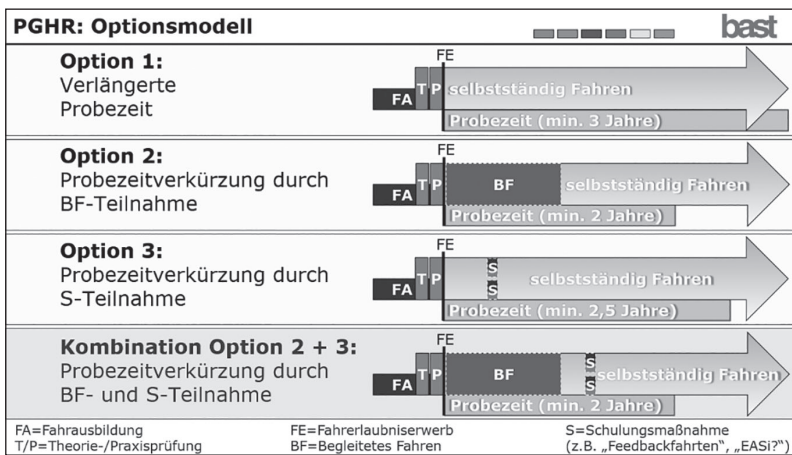 PGHR: Optionsmodell
bast
Option 1:
Verlängerte
Probezeit
FE
FA
T P
selbstständig Fahren
Probezeit (min. 3 Jahre)
Option 2:
Probezeitverkürzung durch
BF-Teilnahme
FE
FA
T P
BF
selbstständig Fahren
Probezeit (min. 2 Jahre)
Option 3:
Probezeitverkürzung durch
S-Teilnahme
FE
FA
T P
S
S
selbstständig Fahren
Probezeit (min. 2,5 Jahre)
Kombination Option 2 + 3:
Probezeitverkürzung durch
BF- und S-Teilnahme
FE
FA
T P
BF
S
S
selbstständig Fahren
Probezeit (min. 2 Jahre)
FA=Fahrausbildung
T/P=Theorie-/Praxisprüfung
FE=Fahrerlaubniserwerb
BF=Begleitetes Fahren
S=Schulungsmaßnahme
(z.B. „Feedbackfahrten“, „EASi?“)